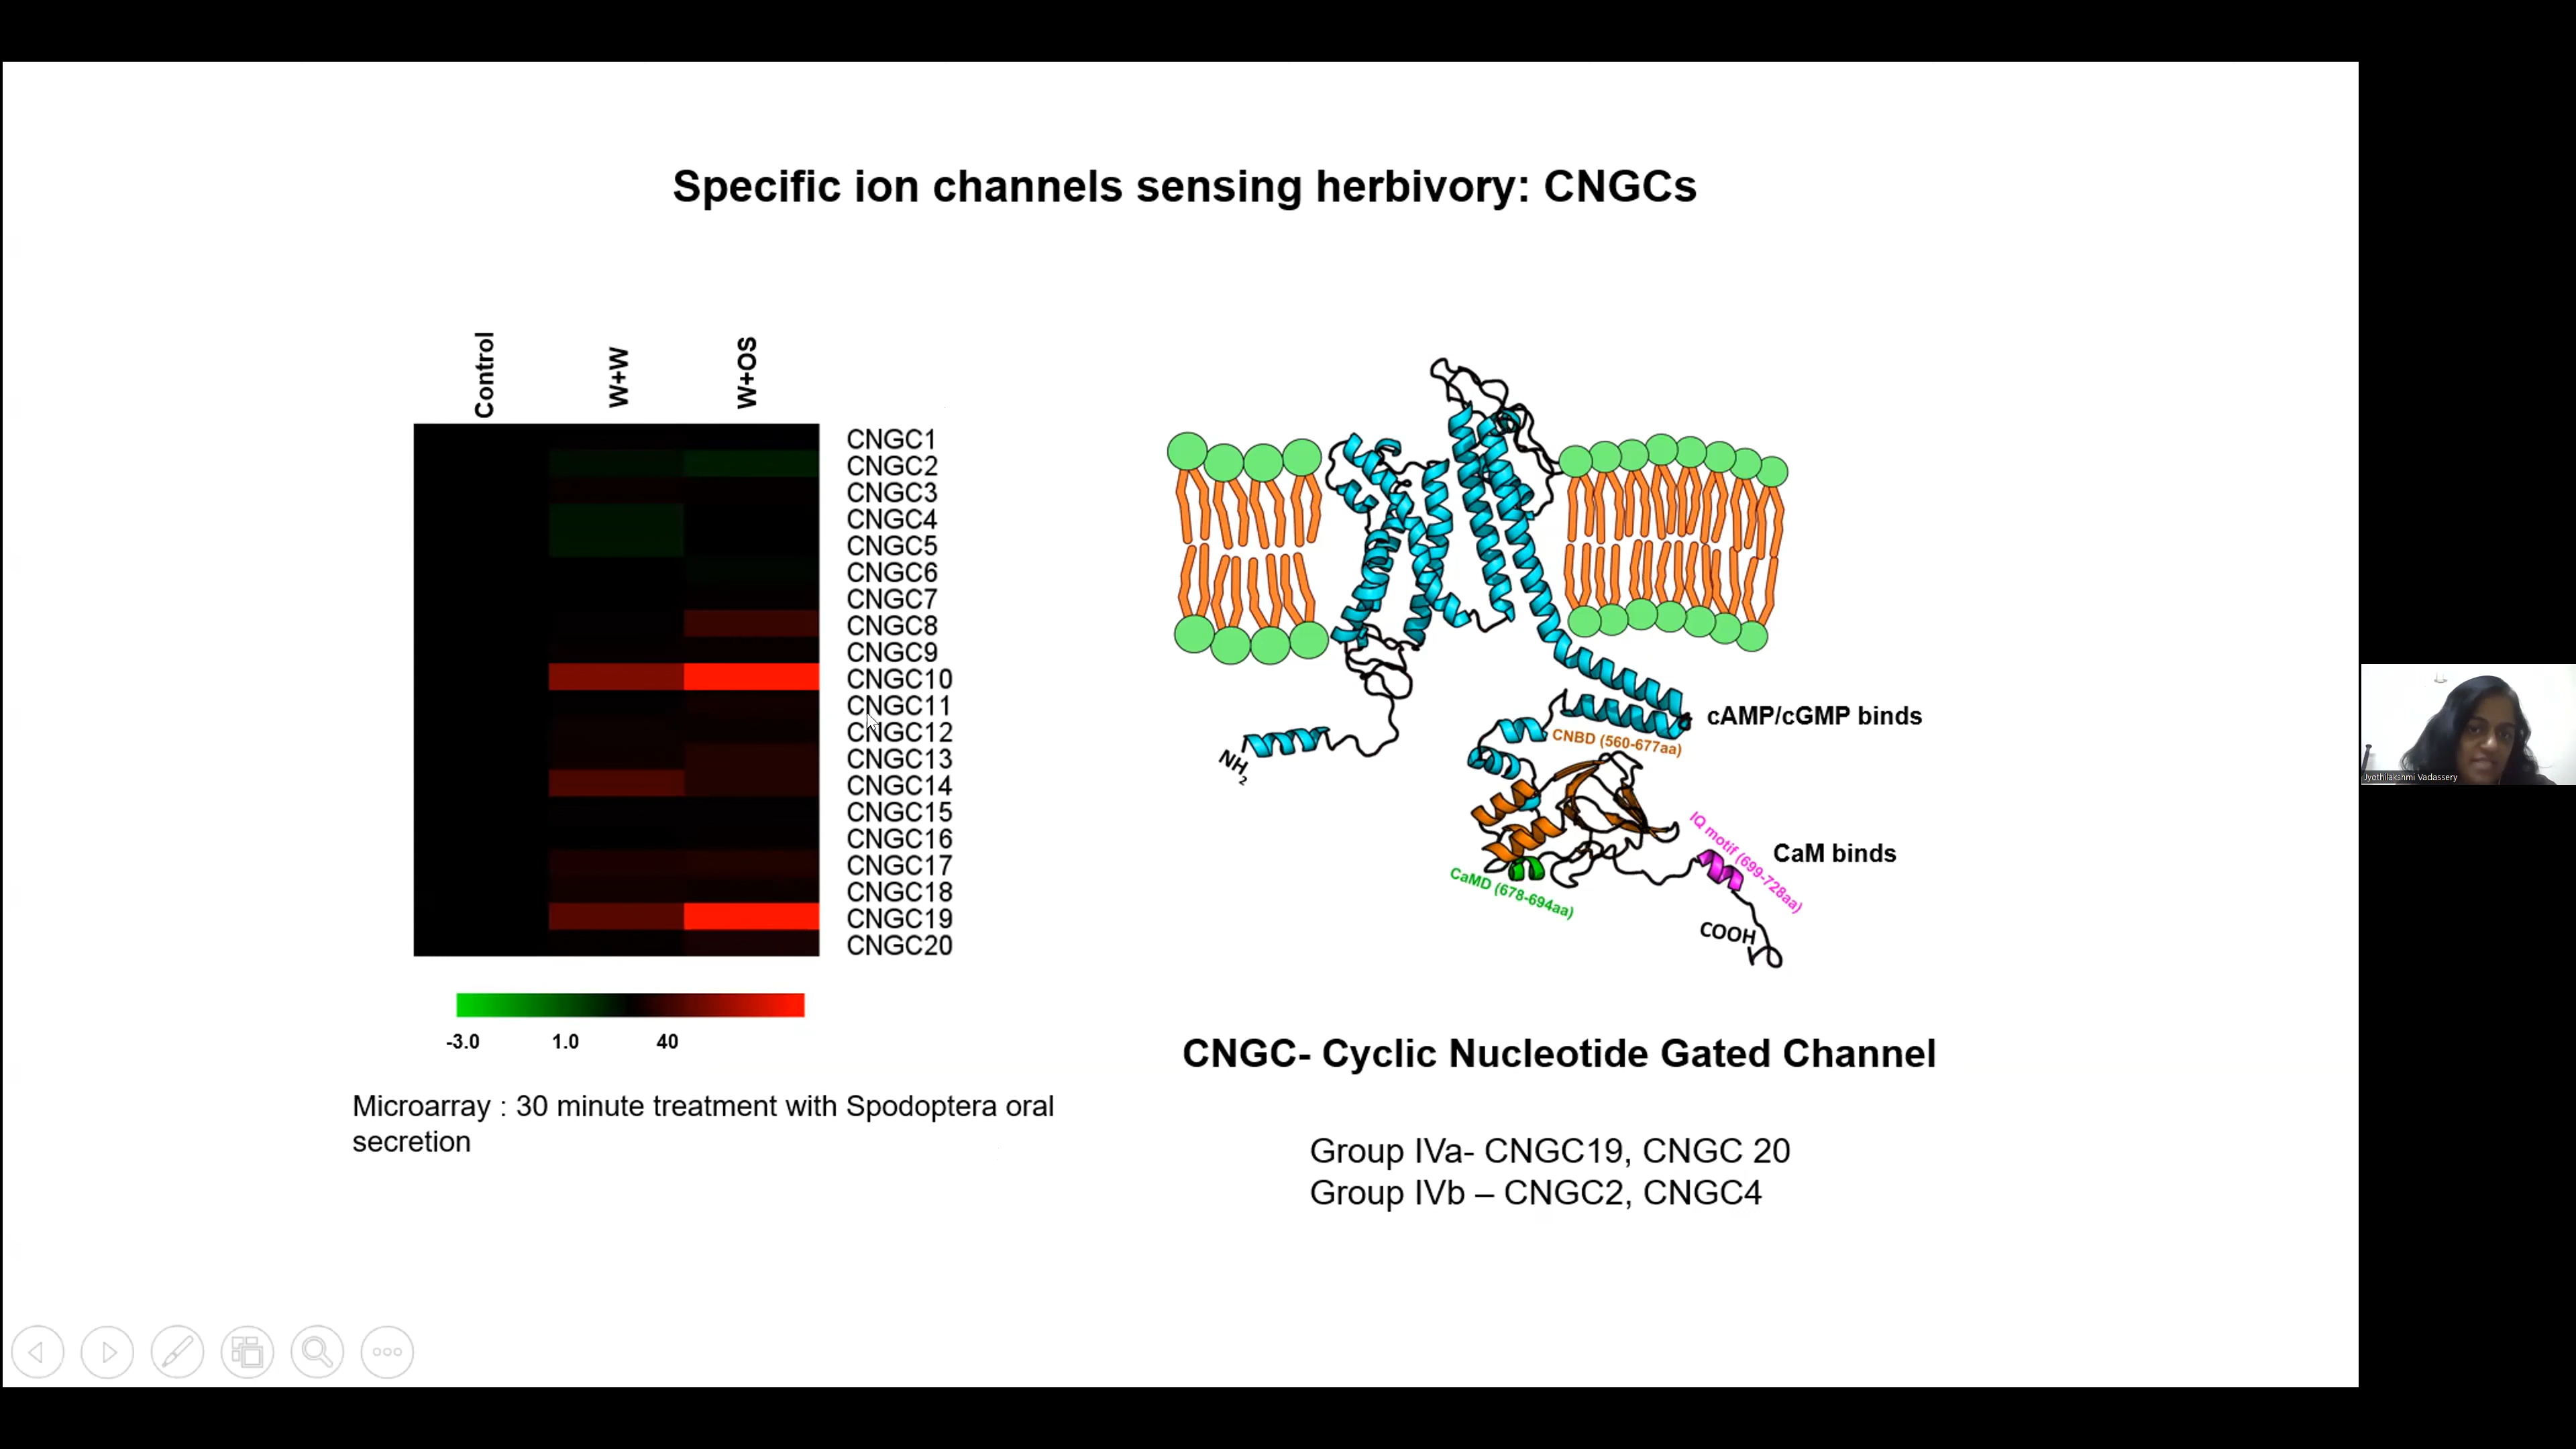 Specific ion channels sensing herbivory: CNGCs
Control
W+W
W+OS
CNGC1
CNGC2
CNGC3
CNGC4
CNGC5
CNGC6
CNGC7
CNGC8
CNGC9
CNGC10
CNGC11
CNGC12
CNGC13
CNGC14
CNGC15
CNGC16
CNGC17
CNGC18
CNGC19
CNGC20
-3.0 1.0 40
Microarray : 30 minute treatment with Spodoptera oral
secretion
cAMP/cGMP binds
CNBD (560-677aa)
NH2
IQ motif (699-728aa)
CaM binds
CaMD (678-694aa)
COOH
CNGC- Cyclic Nucleotide Gated Channel
Group IVa- CNGC19, CNGC 20
Group IVb – CNGC2, CNGC4
Jyothilakshmi Vadassery